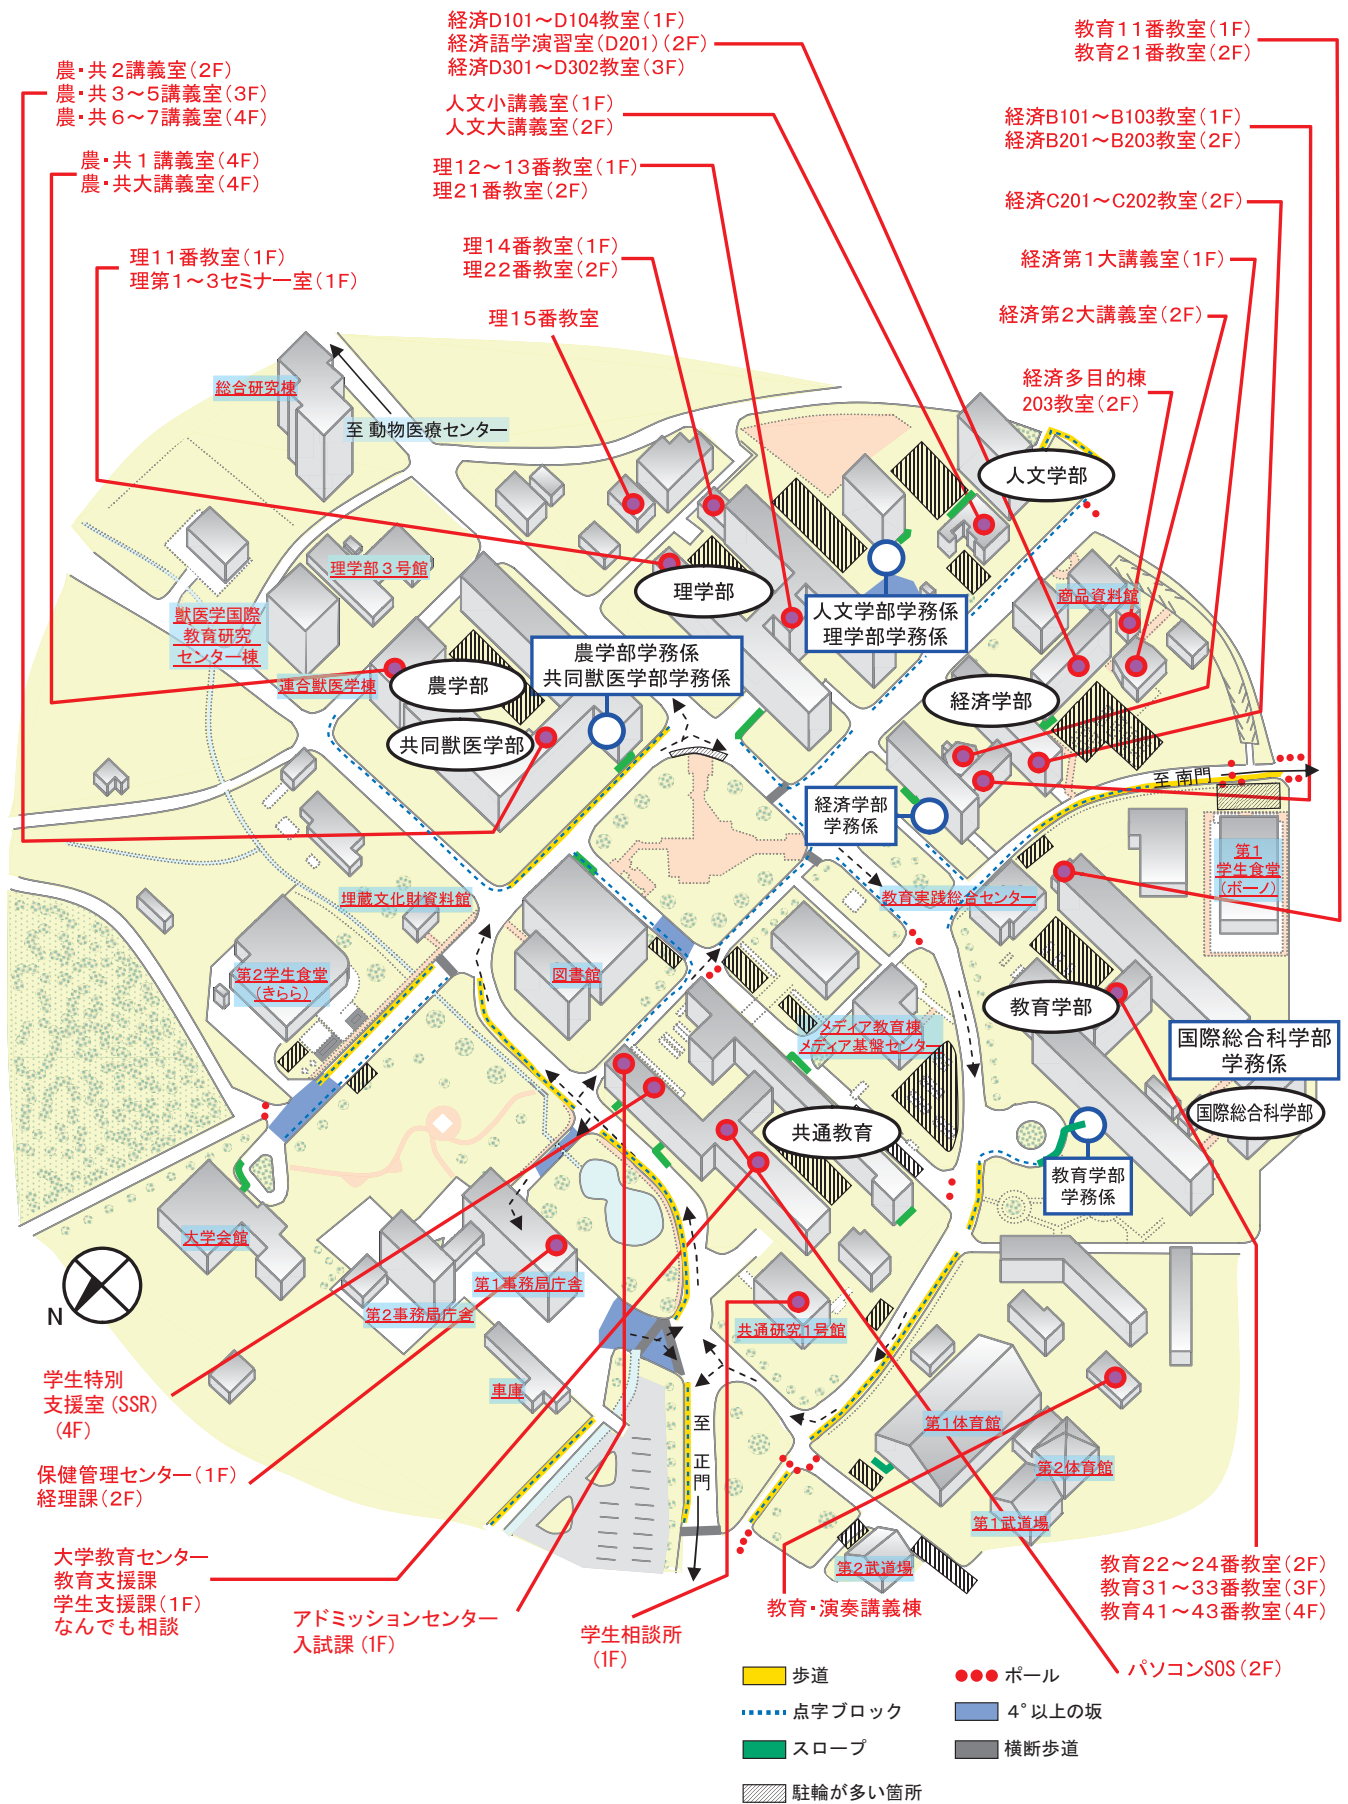 経済D101～D104教室(1F)
経済語学演習室(D201)(2F)
経済D301～D302教室(3F)
教育11番教室(1F)
教育21番教室(2F)
農・共2講義室(2F)
農・共3～5講義室(3F)
農・共6～7講義室(4F)
人文小講義室(1F)
人文大講義室(2F)
経済B101～B103教室(1F)
経済B201～B203教室(2F)
農・共1講義室(4F)
農・共大講義室(4F)
理12～13番教室(1F)
理21番教室(2F)
経済C201～C202教室(2F)
理11番教室(1F)
理第1～3セミナー室(1F)
理14番教室(1F)
理22番教室(2F)
経済第1大講義室(1F)
理15番教室
経済第2大講義室(2F)
経済多目的棟
203教室(2F)
総合研究棟
至 動物医療センター
人文学部
理学部3号館
理学部
商品資料館
人文学部学務係
理学部学務係
獣医学国際
教育研究
センター棟
農学部学務係
共同獣医学部学務係
連合獣医学棟
農学部
経済学部
共同獣医学部
至 南門
経済学部
学務係
第1
学生食堂
(ボーノ)
埋蔵文化財資料館
教育実践総合センター
第2学生食堂
(きらら)
図書館
教育学部
メディア教育棟
メディア基盤センター
国際総合科学部
学務係
国際総合科学部
共通教育
教育学部
学務係
大学会館
第1事務局庁舎
第2事務局庁舎
N
共通研究1号館
車庫
学生特別
支援室(SSR)
(4F)
至 正門
第1体育館
第2体育館
保健管理センター(1F)
経理課(2F)
第1武道場
大学教育センター
教育支援課
学生支援課(1F)
なんでも相談
第2武道場
教育22～24番教室(2F)
教育31～33番教室(3F)
教育41～43番教室(4F)
教育・演奏講義棟
アドミッションセンター
入試課(1F)
学生相談所
(1F)
パソコンSOS(2F)
歩道
ポール
点字ブロック
4°以上の坂
スロープ
横断歩道
駐輪が多い箇所